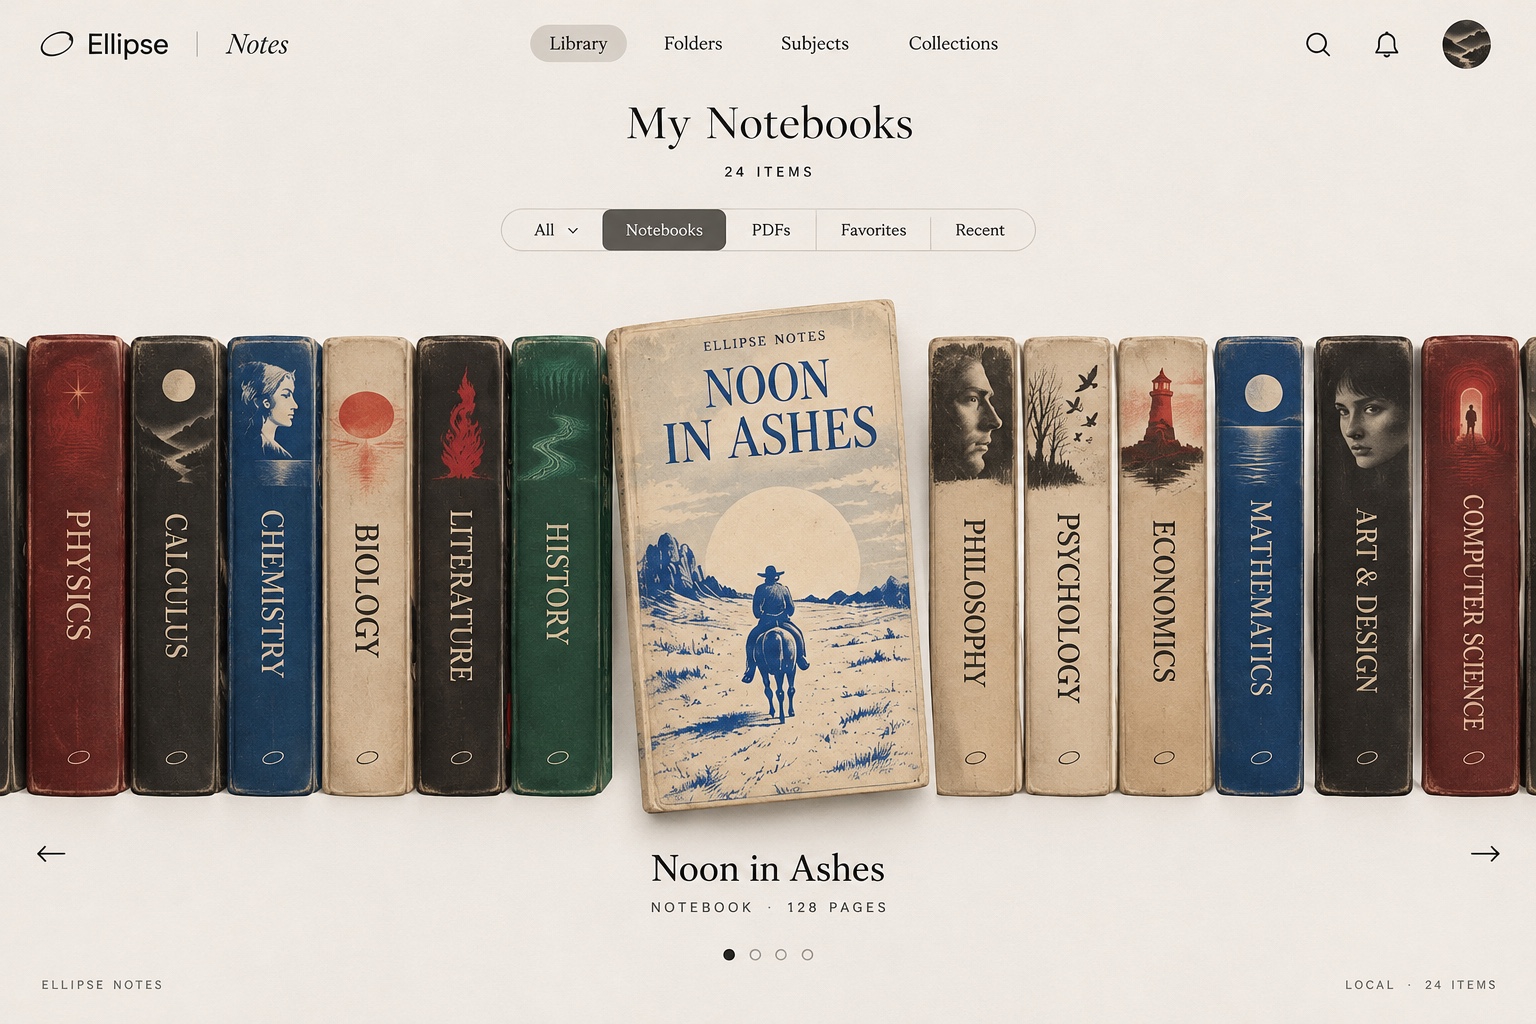 Ellipse
Notes
Library
Folders
Subjects
Collections
My Notebooks
24 ITEMS
All
Notebooks
PDFs
Favorites
Recent
PHYSICS
CALCULUS
CHEMISTRY
BIOLOGY
LITERATURE
HISTORY
ELLIPSE NOTES
NOON
IN ASHES
PHILOSOPHY
PSYCHOLOGY
ECONOMICS
MATHEMATICS
ART & DESIGN
COMPUTER SCIENCE
Noon in Ashes
NOTEBOOK · 128 PAGES
ELLIPSE NOTES
LOCAL · 24 ITEMS